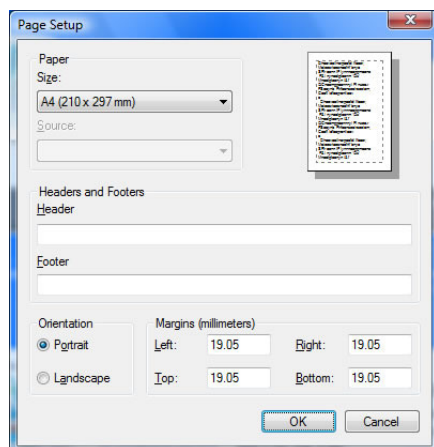 Page Setup
Paper
Size:
A4 (210 x 297 mm)
Source:
Headers and Footers
Header
Footer
Orientation
Portrait
Landscape
Margins (millimeters)
Left: 19.05 Right: 19.05
Top: 19.05 Bottom: 19.05
OK Cancel